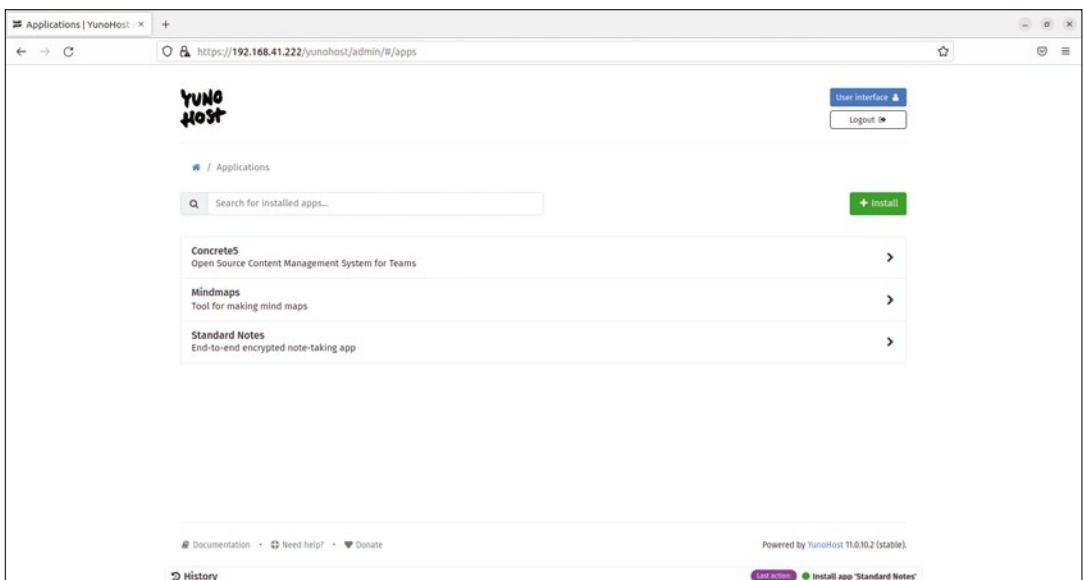 Applications | YunoHost
https://192.168.41.222/yunohost/admin/#/apps
YUNO
HOST
User interface
Logout
/ Applications
Search for installed apps...
+ Install
Concrete5
Open Source Content Management System for Teams
Mindmaps
Tool for making mind maps
Standard Notes
End-to-end encrypted note-taking app
Documentation • Need help? • Donate
Powered by YunoHost 11.0.10.2 (stable).
History
Last action Install app 'Standard Notes'